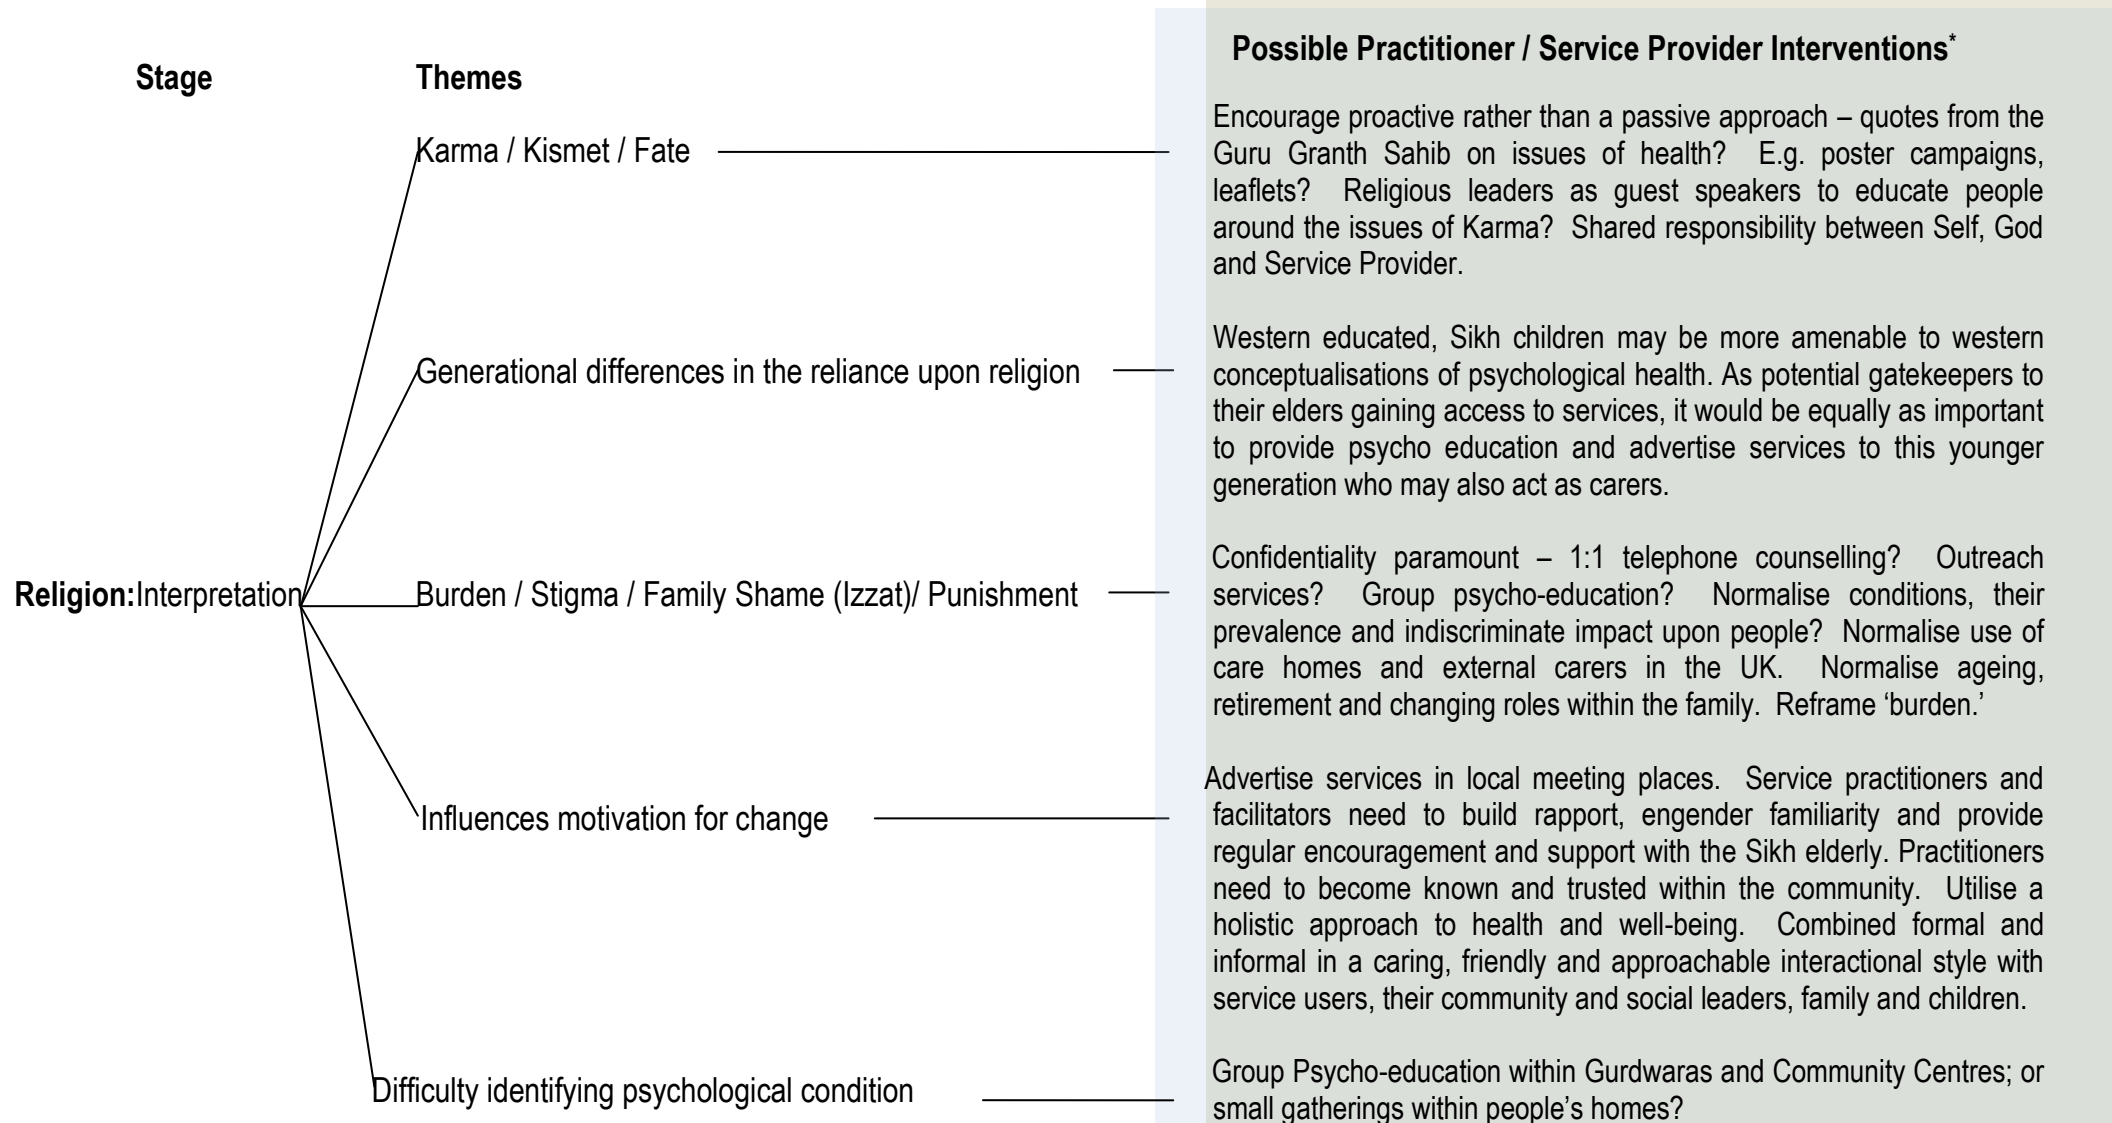 Possible Practitioner / Service Provider Interventions*
Stage
Themes
Karma / Kismet / Fate
Encourage proactive rather than a passive approach – quotes from the
Guru Granth Sahib on issues of health? E.g. poster campaigns,
leaflets? Religious leaders as guest speakers to educate people
around the issues of Karma? Shared responsibility between Self, God
and Service Provider.
Generational differences in the reliance upon religion
Western educated, Sikh children may be more amenable to western
conceptualisations of psychological health. As potential gatekeepers to
their elders gaining access to services, it would be equally as important
to provide psycho education and advertise services to this younger
generation who may also act as carers.
Religion:Interpretation
Burden / Stigma / Family Shame (Izzat)/ Punishment
Confidentiality paramount – 1:1 telephone counselling? Outreach
services? Group psycho-education? Normalise conditions, their
prevalence and indiscriminate impact upon people? Normalise use of
care homes and external carers in the UK. Normalise ageing,
retirement and changing roles within the family. Reframe ‘burden.’
Influences motivation for change
Advertise services in local meeting places. Service practitioners and
facilitators need to build rapport, engender familiarity and provide
regular encouragement and support with the Sikh elderly. Practitioners
need to become known and trusted within the community. Utilise a
holistic approach to health and well-being. Combined formal and
informal in a caring, friendly and approachable interactional style with
service users, their community and social leaders, family and children.
Difficulty identifying psychological condition
Group Psycho-education within Gurdwaras and Community Centres; or
small gatherings within people’s homes?